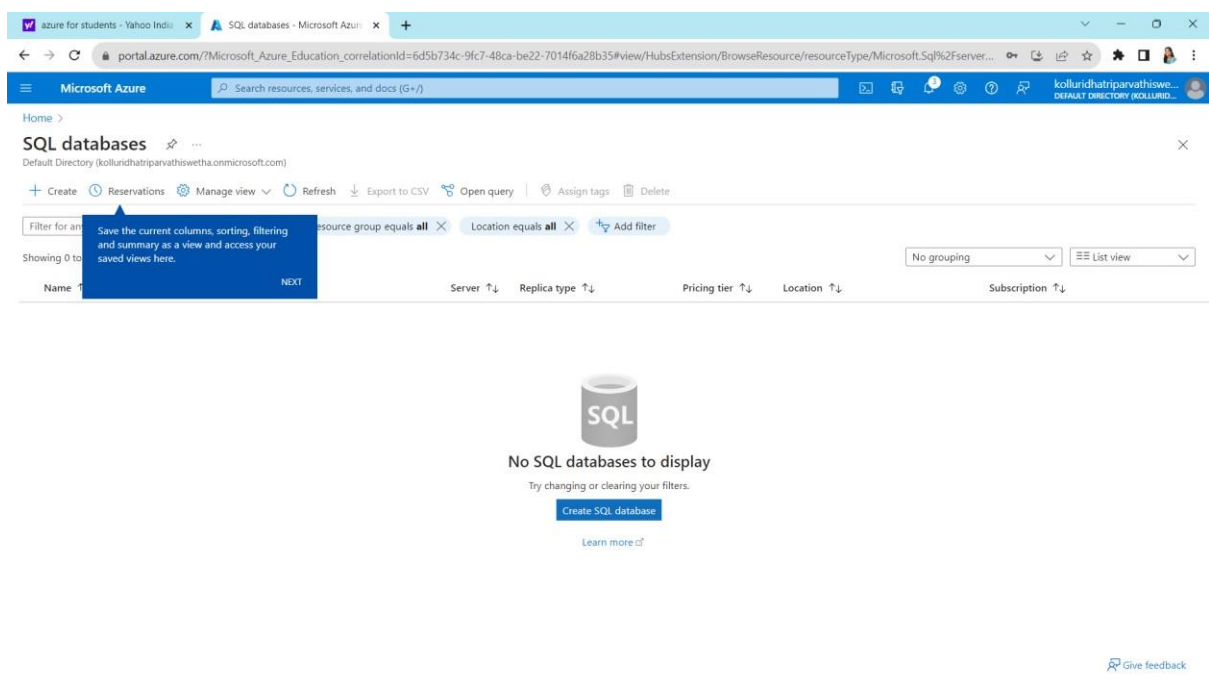 azure for students - Yahoo India
SQL databases - Microsoft Azur
portal.azure.com/?Microsoft_Azure_Education_correlationId=6d5b734c-9fc7-48ca-be22-7014f6a28b35#view/HubsExtension/BrowseResource/resourceType/Microsoft.Sql%2Fserver...
Microsoft Azure
Search resources, services, and docs (G+/)
3
kolluridhatriparvathiswe...
DEFAULT DIRECTORY (KOLLURID...
Home >
SQL databases ...
Default Directory (kolluridhatriparvathiswetha.onmicrosoft.com)
+ Create Reservations Manage view Refresh Export to CSV Open query Assign tags Delete
Filter for an
esource group equals all
Location equals all
Add filter
Save the current columns, sorting, filtering
and summary as a view and access your
saved views here.
NEXT
Showing 0 to
No grouping
List view
Name Server ↑↓ Replica type ↑↓ Pricing tier ↑↓ Location ↑↓ Subscription ↑↓
SQL
No SQL databases to display
Try changing or clearing your filters.
Create SQL database
Learn more
Give feedback